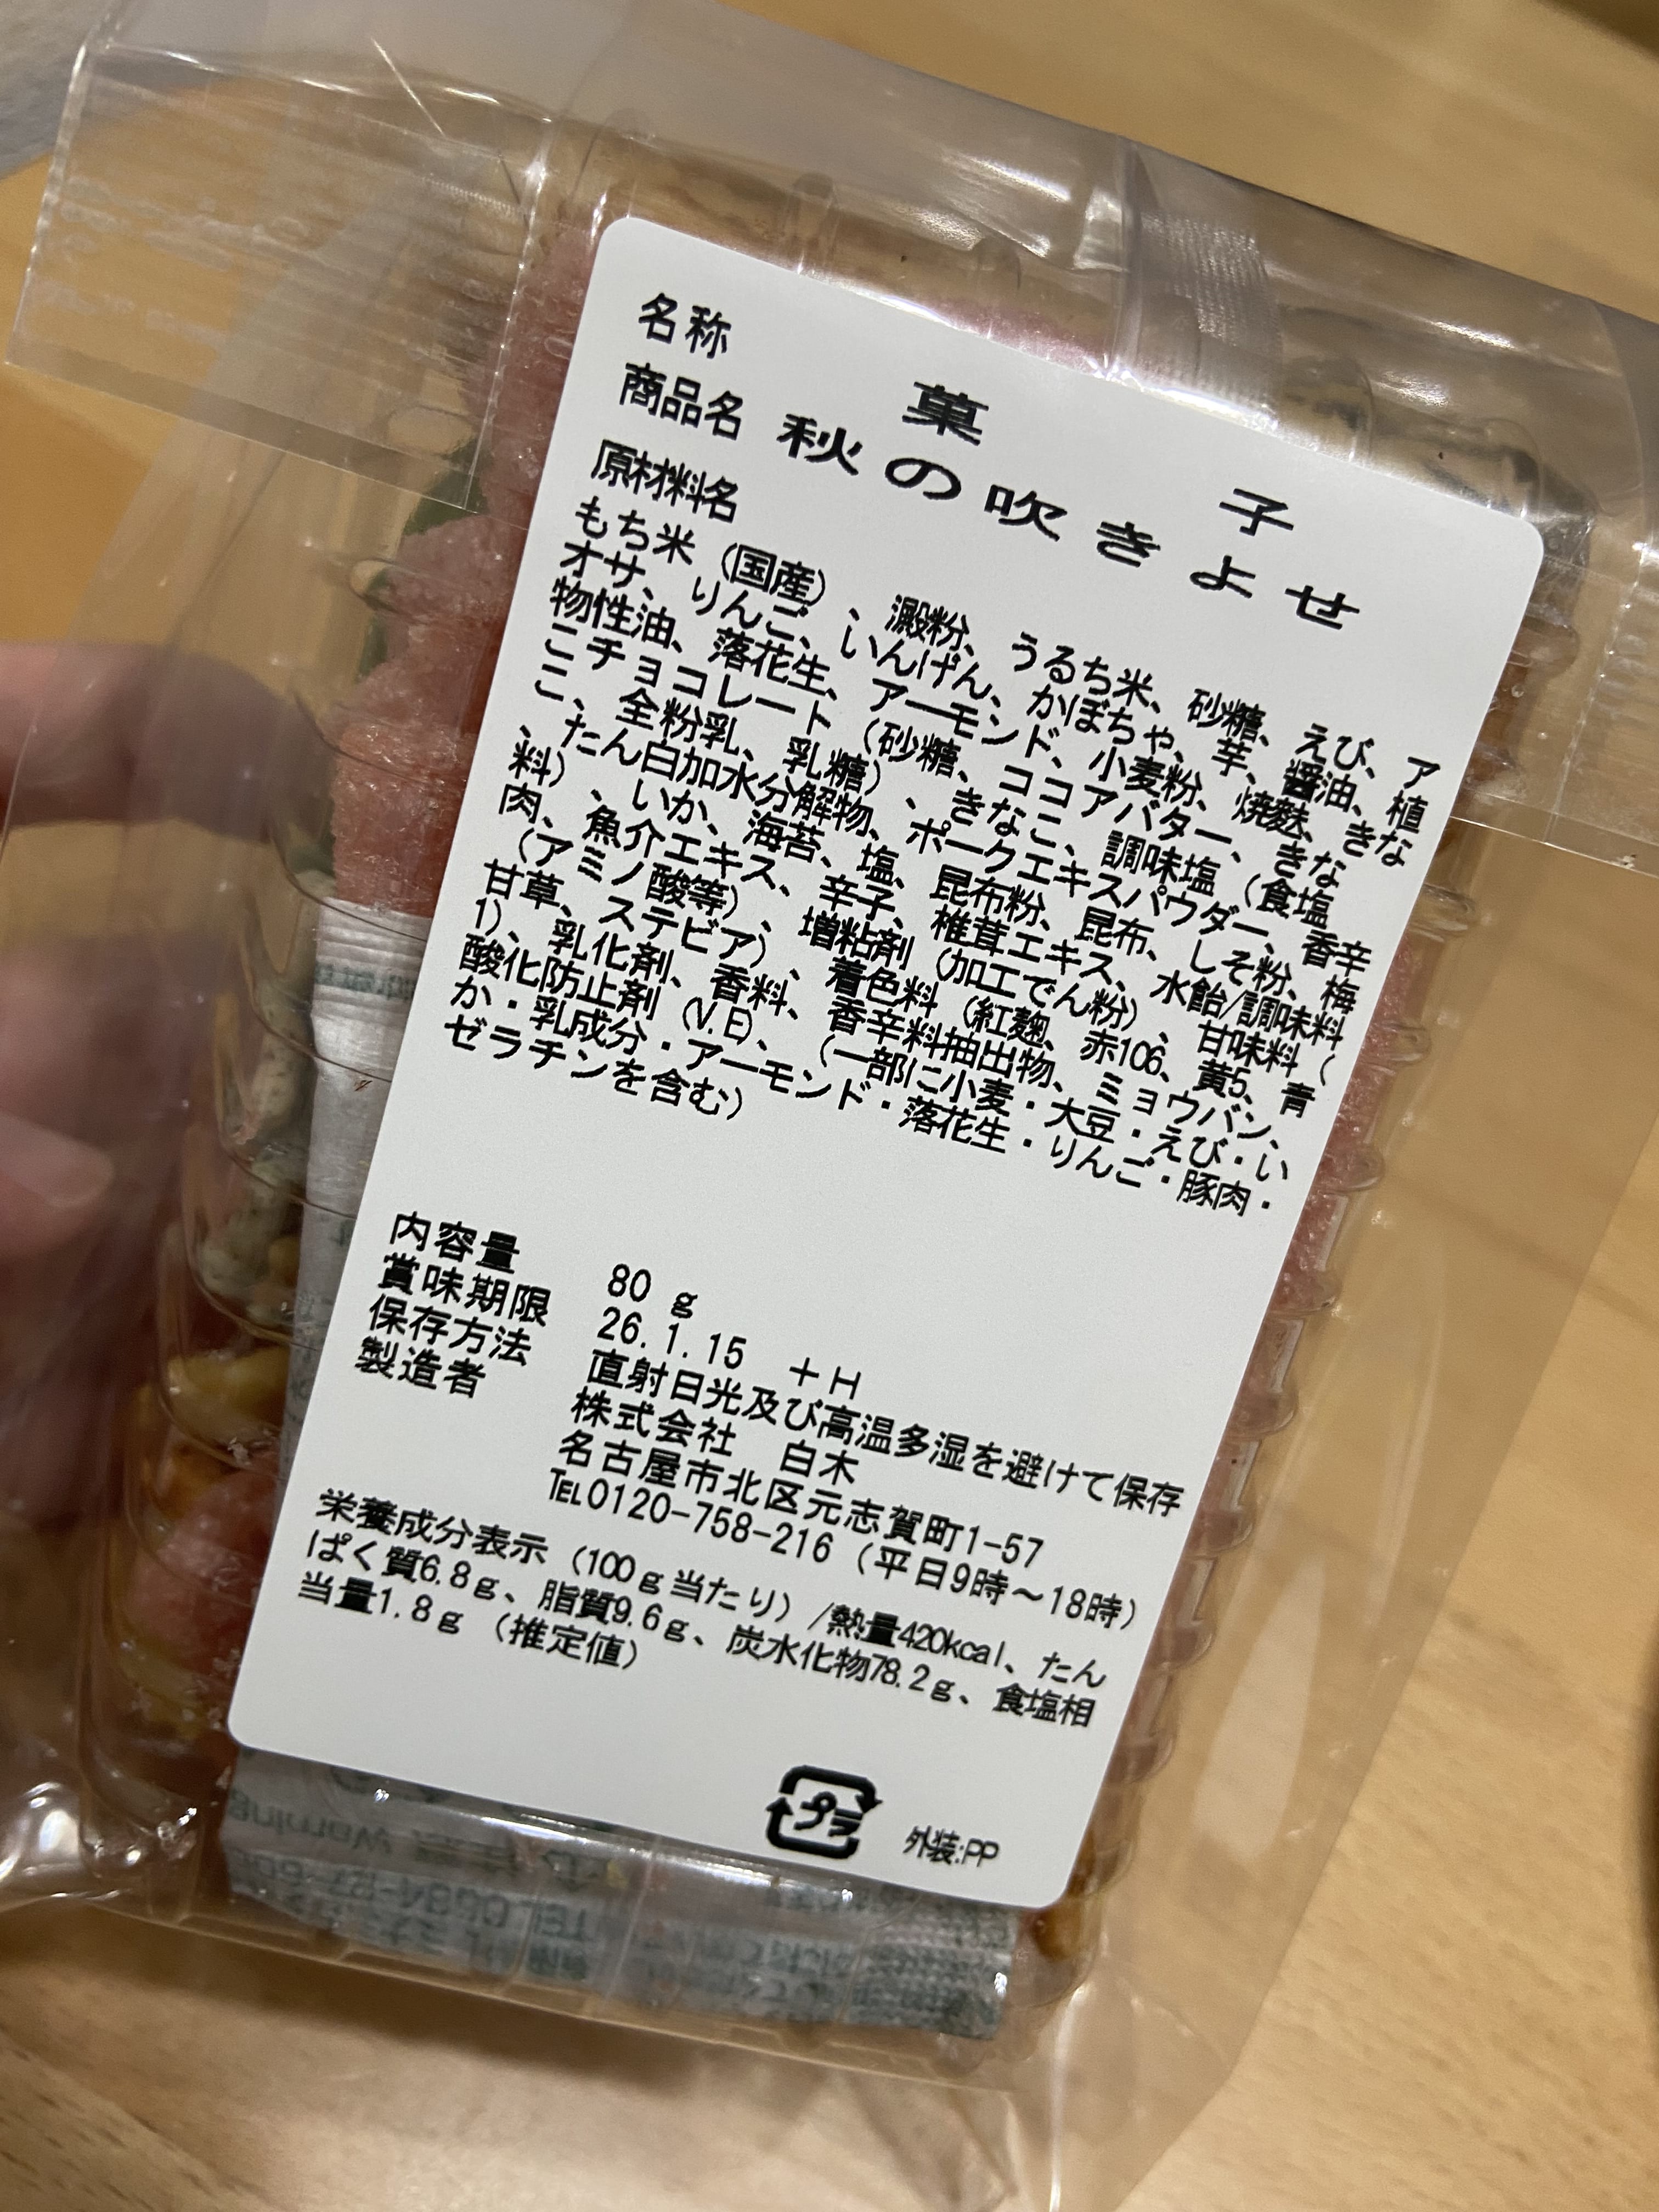 名称 菓子
商品名 秋の吹きよせ
原材料名
もち米（国産）、澱粉、うるち米、砂糖、えび、ア
オサ、りんご、いんげん、かぼちゃ、芋、醤油、植
物性油、落花生、アーモンド、小麦粉、焼麩、きな
こチョコレート（砂糖、ココアバター、きな
こ、全粉乳、乳糖）、きなこ、調味塩（食塩
、たん白加水分解物、ポークエキスパウダー、香辛
料）、いか、海苔、塩、昆布粉、昆布、しそ粉、梅
肉、魚介エキス、辛子、椎茸エキス、水飴/調味料
（アミノ酸等）、増粘剤（加工でん粉）、甘味料（
甘草、ステビア）、着色料（紅麹、赤106、黄5、青
1）、乳化剤、香料、香辛料抽出物、ミョウバン、
酸化防止剤（V.E）、（一部に小麦・大豆・えび・い
か・乳成分・アーモンド・落花生・りんご・豚肉・
ゼラチンを含む）
内容量 80ｇ
賞味期限 26.1.15 +H
保存方法 直射日光及び高温多湿を避けて保存
製造者 株式会社 白木
名古屋市北区元志賀町1-57
℡0120-758-216（平日9時～18時）
栄養成分表示（100ｇ当たり）/熱量420kcal、たん
ぱく質6.8ｇ、脂質9.6ｇ、炭水化物78.2ｇ、食塩相
当量1.8ｇ（推定値）
プラ 外装:PP